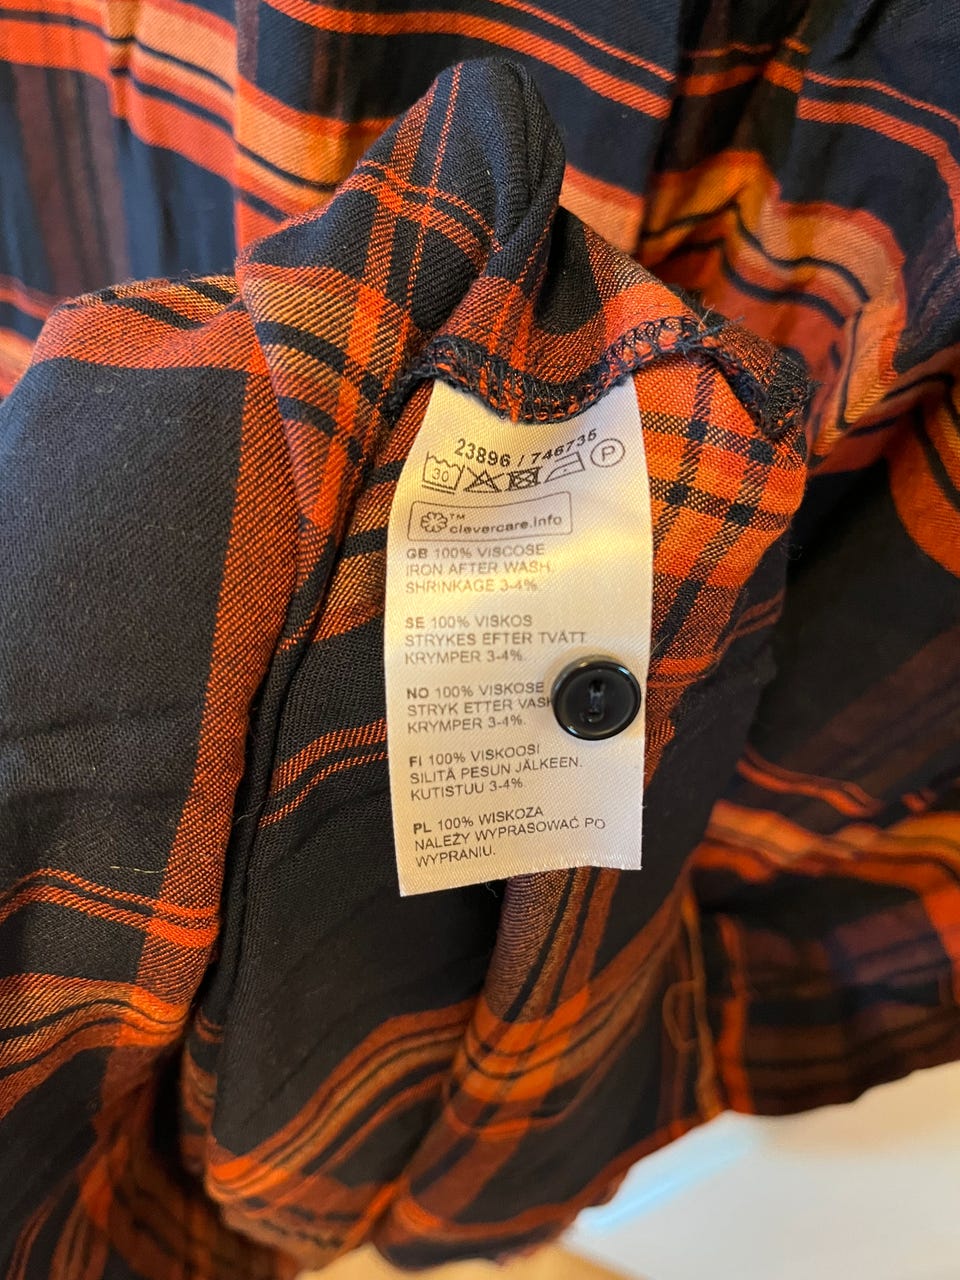 23896 / 746735
30 P
™ clevercare.info
GB 100% VISCOSE
IRON AFTER WASH.
SHRINKAGE 3-4%.
SE 100% VISKOS
STRYKES EFTER TVÄTT
KRYMPER 3-4%.
NO 100% VISKOSE
STRYK ETTER VASK
KRYMPER 3-4%.
FI 100% VISKOOSI
SILITÄ PESUN JÄLKEEN.
KUTISTUU 3-4%.
PL 100% WISKOZA
NALEŻY WYPRASOWAĆ PO
WYPRANIU.